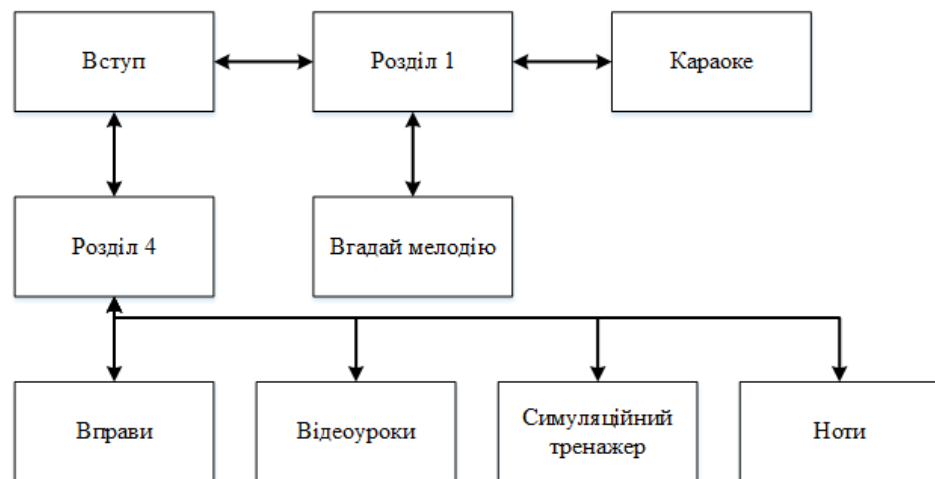 Вступ
Розділ 1
Караоке
Розділ 4
Вгадай мелодію
Вправи
Відеоуроки
Симуляційний
тренажер
Ноти